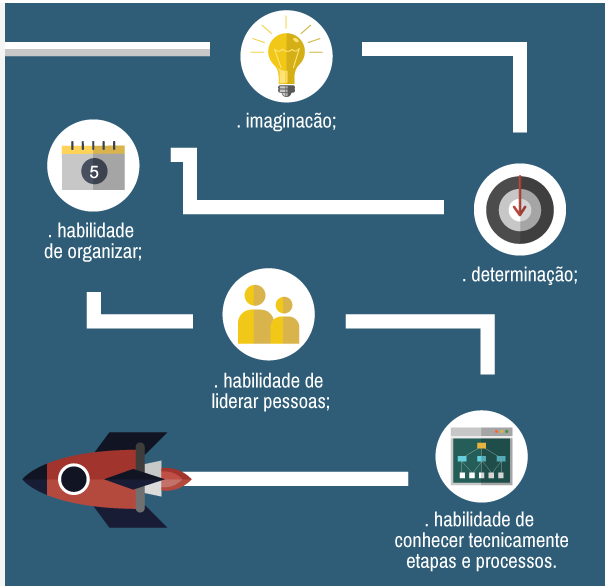 . imaginacão;
. determinação;
5
. habilidade
de organizar;
. habilidade de
liderar pessoas;
. habilidade de
conhecer tecnicamente
etapas e processos.